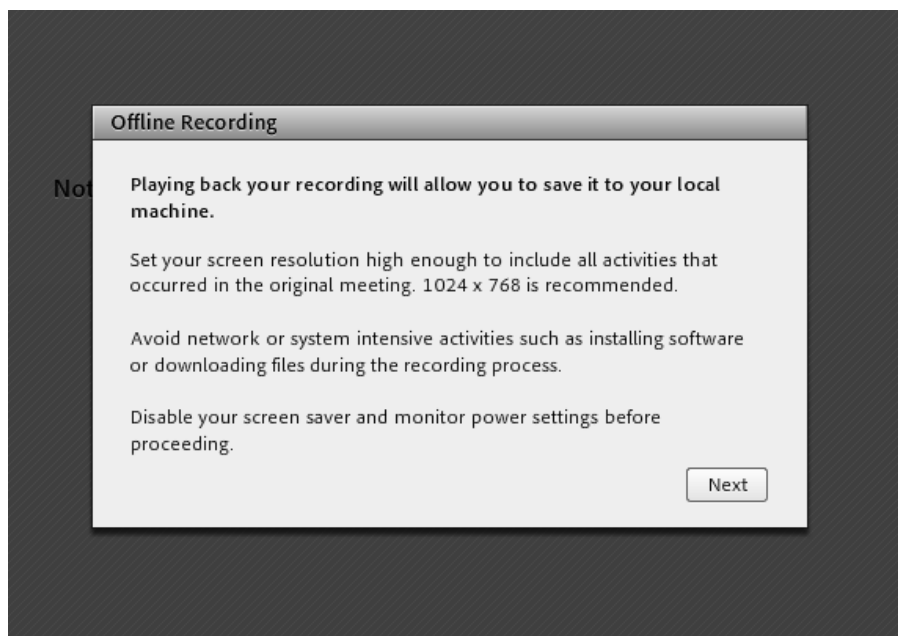 Offline Recording
Not
Playing back your recording will allow you to save it to your local
machine.
Set your screen resolution high enough to include all activities that
occurred in the original meeting. 1024 x 768 is recommended.
Avoid network or system intensive activities such as installing software
or downloading files during the recording process.
Disable your screen saver and monitor power settings before
proceeding.
Next